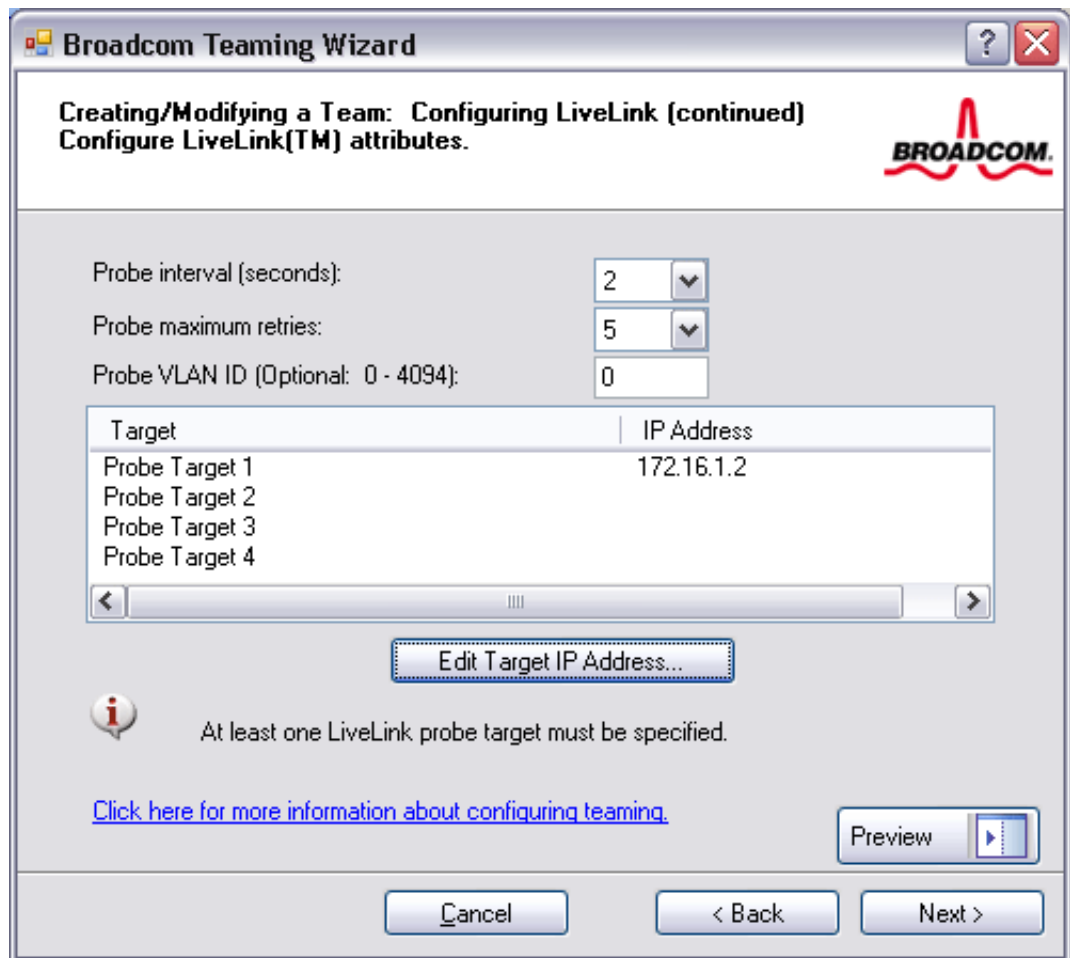 Broadcom Teaming Wizard
Creating/Modifying a Team: Configuring LiveLink (continued)
Configure LiveLink(TM) attributes.
BROADCOM.
Probe interval (seconds): 2
Probe maximum retries: 5
Probe VLAN ID (Optional: 0 - 4094): 0
Target IP Address
Probe Target 1 172.16.1.2
Probe Target 2
Probe Target 3
Probe Target 4
Edit Target IP Address...
At least one LiveLink probe target must be specified.
Click here for more information about configuring teaming.
Preview
Cancel < Back Next >